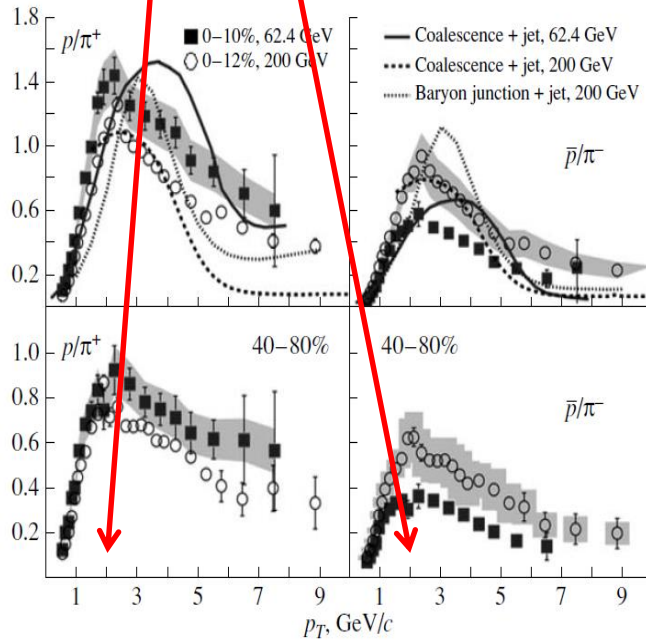 p/π⁺
0–10%, 62.4 GeV
0–12%, 200 GeV
1.8
1.4
1.0
0.6
0.2
Coalescence + jet, 62.4 GeV
Coalescence + jet, 200 GeV
Baryon junction + jet, 200 GeV
p̄/π⁻
p/π⁺
40–80%
1.0
0.8
0.6
0.4
0.2
40–80%
p̄/π⁻
1 3 5 7 9
1 3 5 7 9
p_T, GeV/c